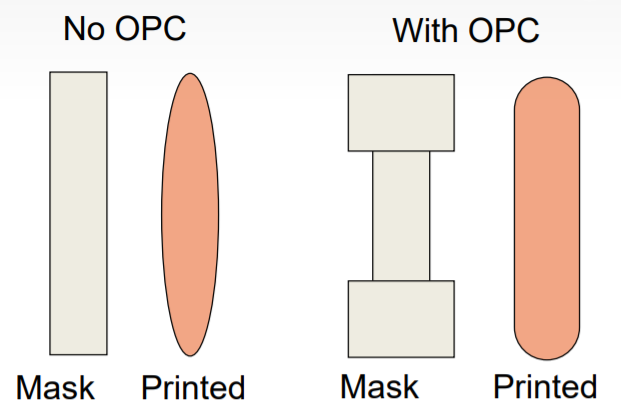 No OPC
With OPC
Mask
Printed
Mask
Printed